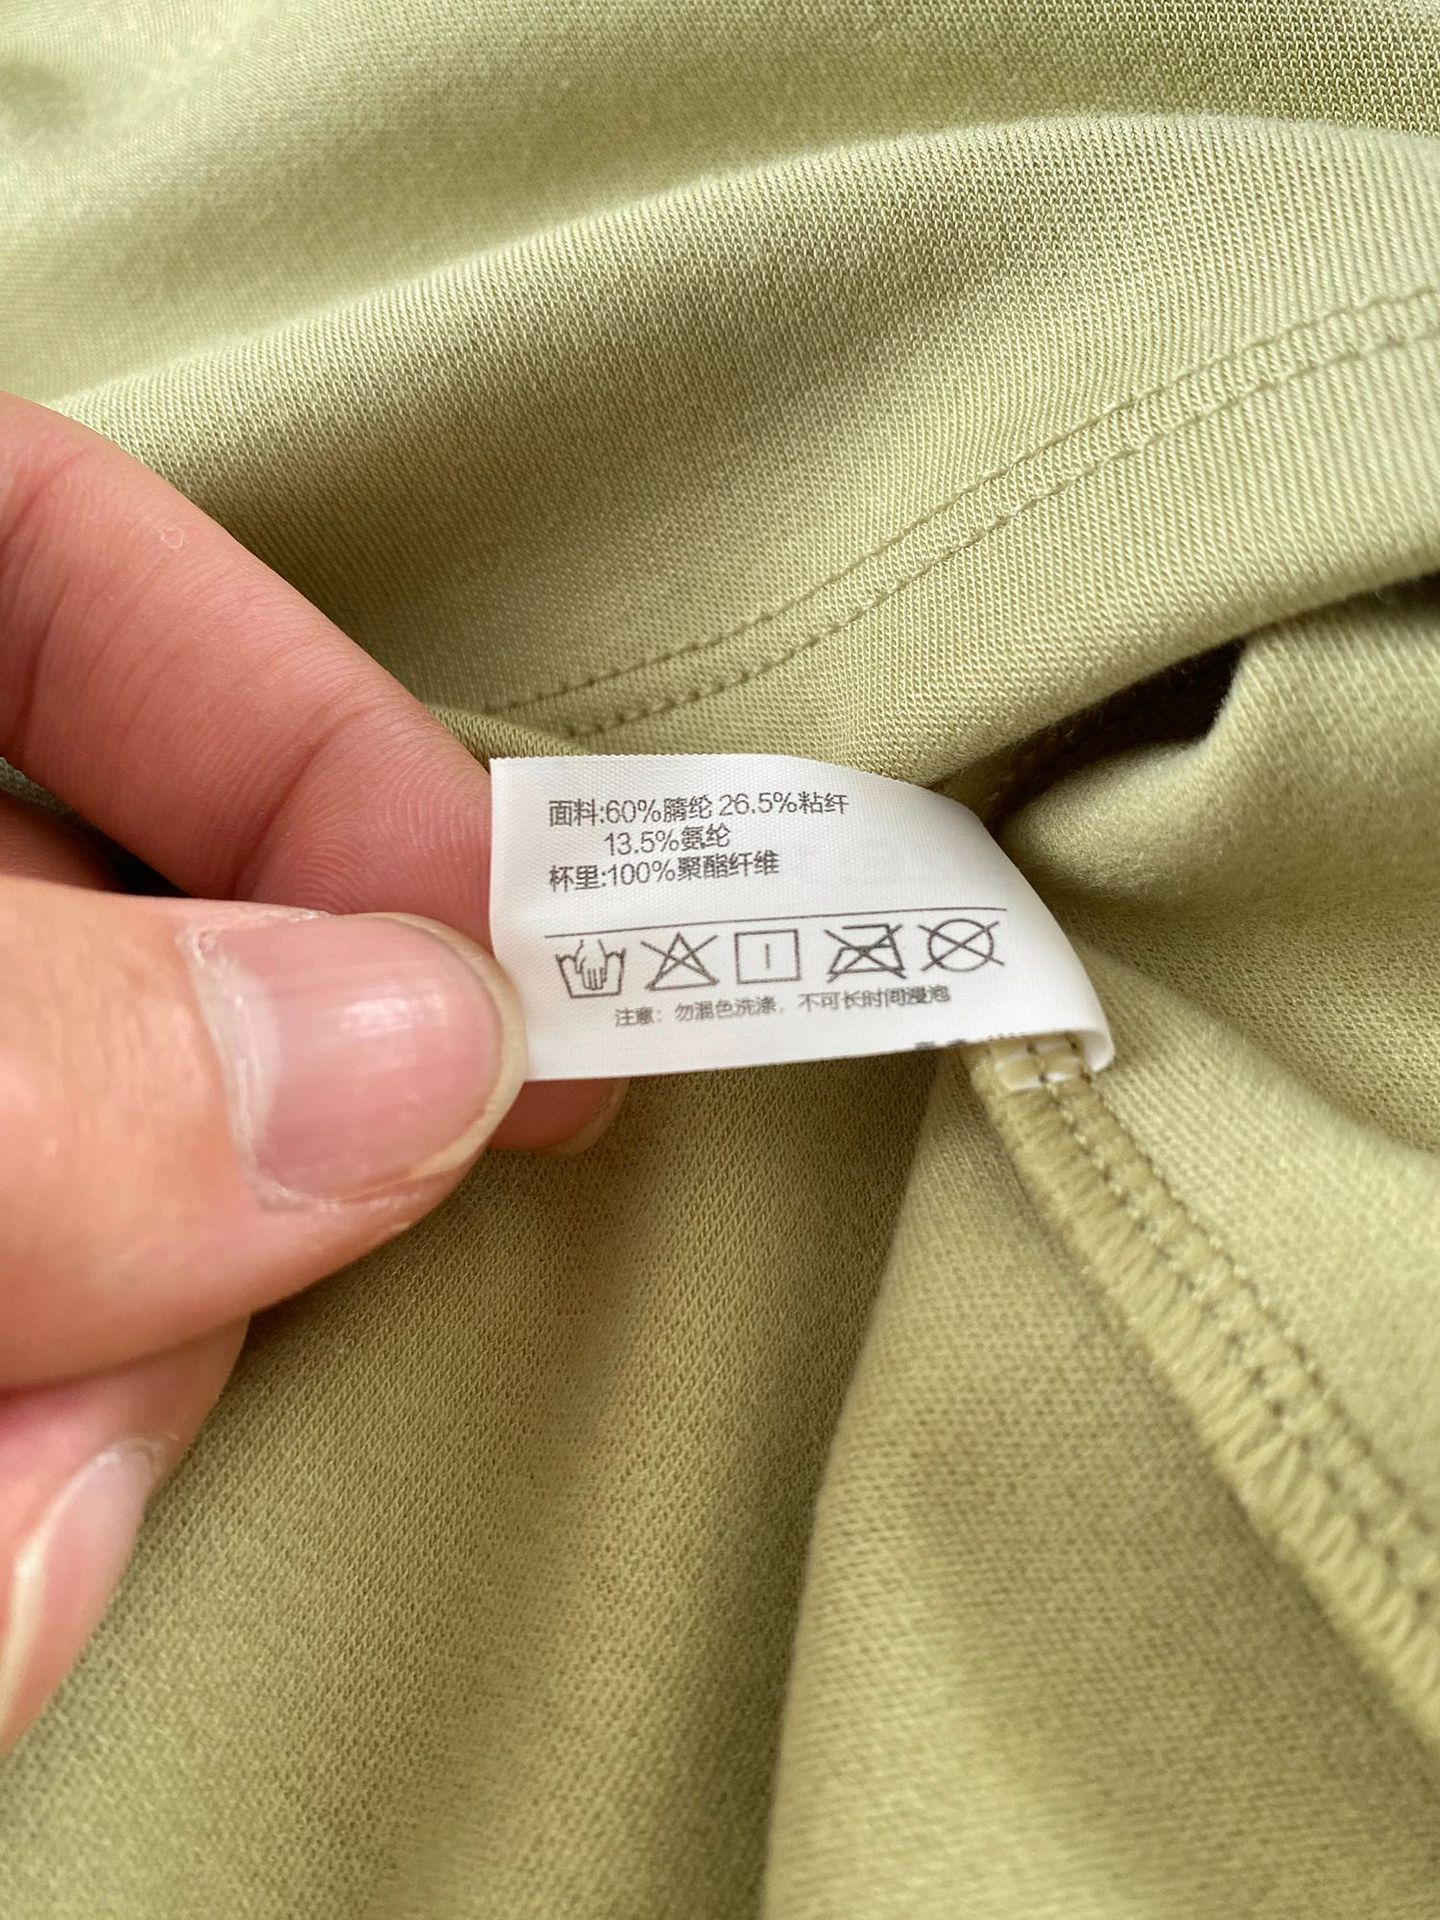 面料:60%腈纶 26.5%粘纤
13.5%氨纶
杯里:100%聚酯纤维
注意：勿混色洗涤，不可长时间浸泡